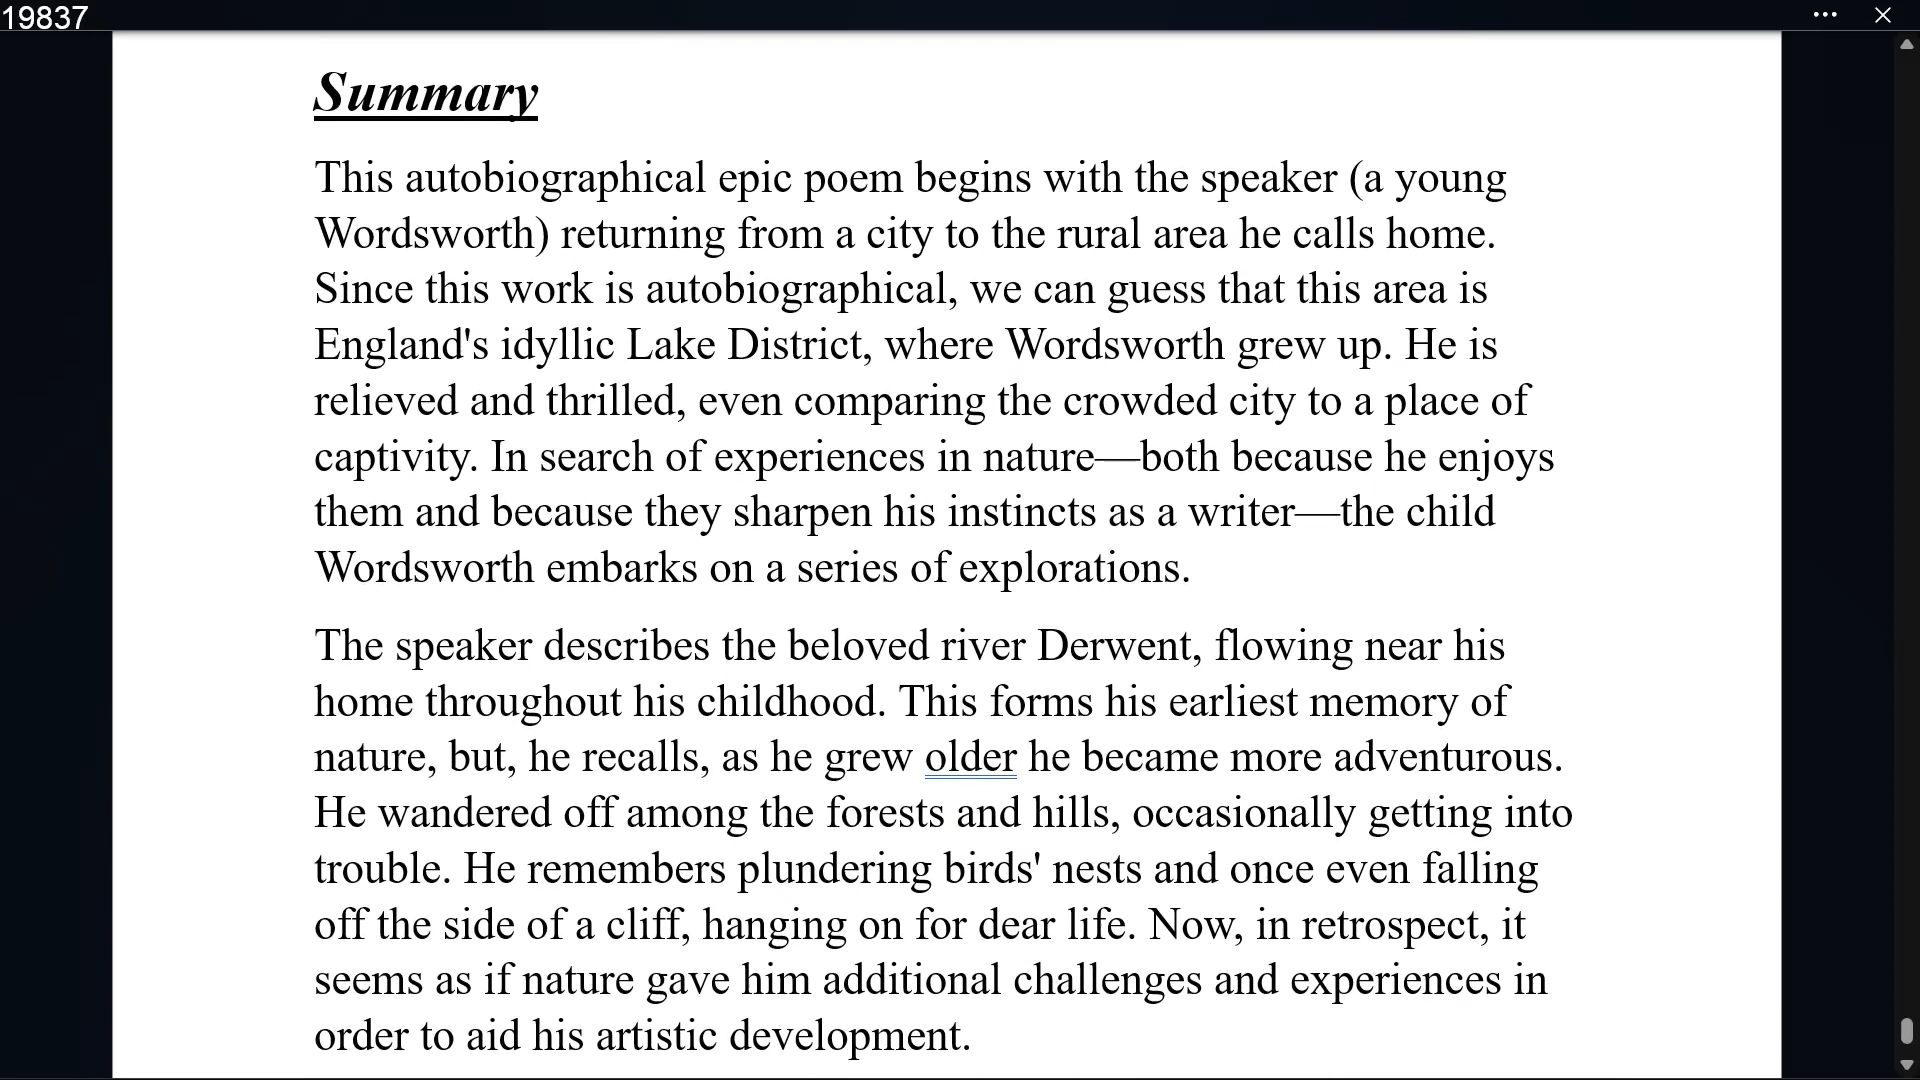 19837
Summary
This autobiographical epic poem begins with the speaker (a young
Wordsworth) returning from a city to the rural area he calls home.
Since this work is autobiographical, we can guess that this area is
England's idyllic Lake District, where Wordsworth grew up. He is
relieved and thrilled, even comparing the crowded city to a place of
captivity. In search of experiences in nature—both because he enjoys
them and because they sharpen his instincts as a writer—the child
Wordsworth embarks on a series of explorations.
The speaker describes the beloved river Derwent, flowing near his
home throughout his childhood. This forms his earliest memory of
nature, but, he recalls, as he grew older he became more adventurous.
He wandered off among the forests and hills, occasionally getting into
trouble. He remembers plundering birds' nests and once even falling
off the side of a cliff, hanging on for dear life. Now, in retrospect, it
seems as if nature gave him additional challenges and experiences in
order to aid his artistic development.